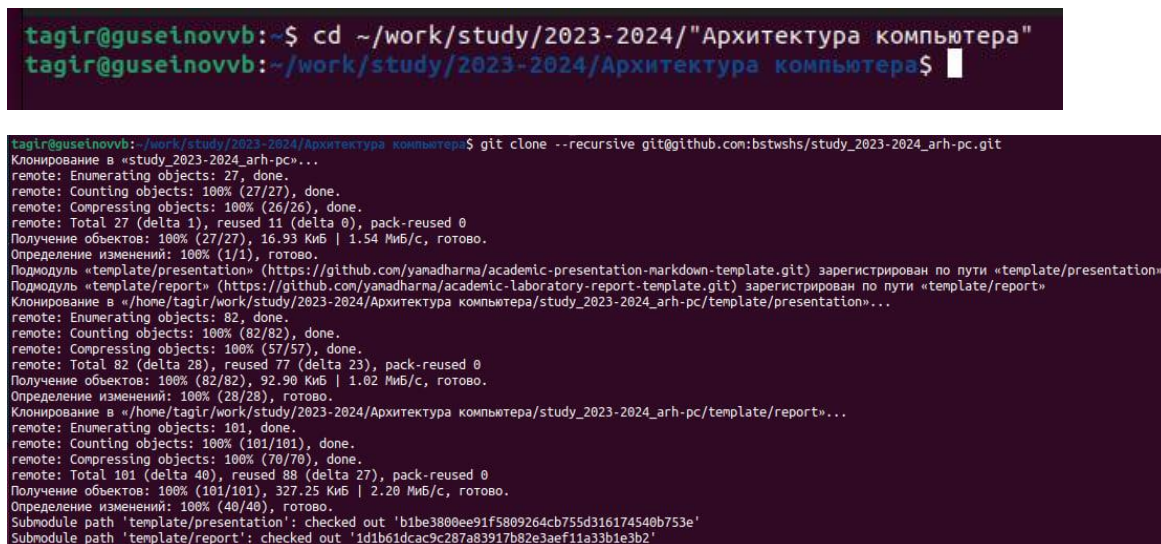 tagir@guseinovvb:~$ cd ~/work/study/2023-2024/"Архитектура компьютера"
tagir@guseinovvb:~/work/study/2023-2024/Архитектура компьютера$
tagir@guseinovvb:~/work/study/2023-2024/Архитектура компьютера$ git clone --recursive git@github.com:bstwshs/study_2023-2024_arh-pc.git
Клонирование в «study_2023-2024_arh-pc»...
remote: Enumerating objects: 27, done.
remote: Counting objects: 100% (27/27), done.
remote: Compressing objects: 100% (26/26), done.
remote: Total 27 (delta 1), reused 11 (delta 0), pack-reused 0
Получение объектов: 100% (27/27), 16.93 КиБ | 1.54 МиБ/с, готово.
Определение изменений: 100% (1/1), готово.
Подмодуль «template/presentation» (https://github.com/yamadharma/academic-presentation-markdown-template.git) зарегистрирован по пути «template/presentation»
Подмодуль «template/report» (https://github.com/yamadharma/academic-laboratory-report-template.git) зарегистрирован по пути «template/report»
Клонирование в «/home/tagir/work/study/2023-2024/Архитектура компьютера/study_2023-2024_arh-pc/template/presentation»...
remote: Enumerating objects: 82, done.
remote: Counting objects: 100% (82/82), done.
remote: Compressing objects: 100% (57/57), done.
remote: Total 82 (delta 28), reused 77 (delta 23), pack-reused 0
Получение объектов: 100% (82/82), 92.90 КиБ | 1.02 МиБ/с, готово.
Определение изменений: 100% (28/28), готово.
Клонирование в «/home/tagir/work/study/2023-2024/Архитектура компьютера/study_2023-2024_arh-pc/template/report»...
remote: Enumerating objects: 101, done.
remote: Counting objects: 100% (101/101), done.
remote: Compressing objects: 100% (70/70), done.
remote: Total 101 (delta 40), reused 88 (delta 27), pack-reused 0
Получение объектов: 100% (101/101), 327.25 КиБ | 2.20 МиБ/с, готово.
Определение изменений: 100% (40/40), готово.
Submodule path 'template/presentation': checked out 'b1be3800ee91f5809264cb755d316174540b753e'
Submodule path 'template/report': checked out '1d1b61dcac9c287a83917b82e3aef11a33b1e3b2'